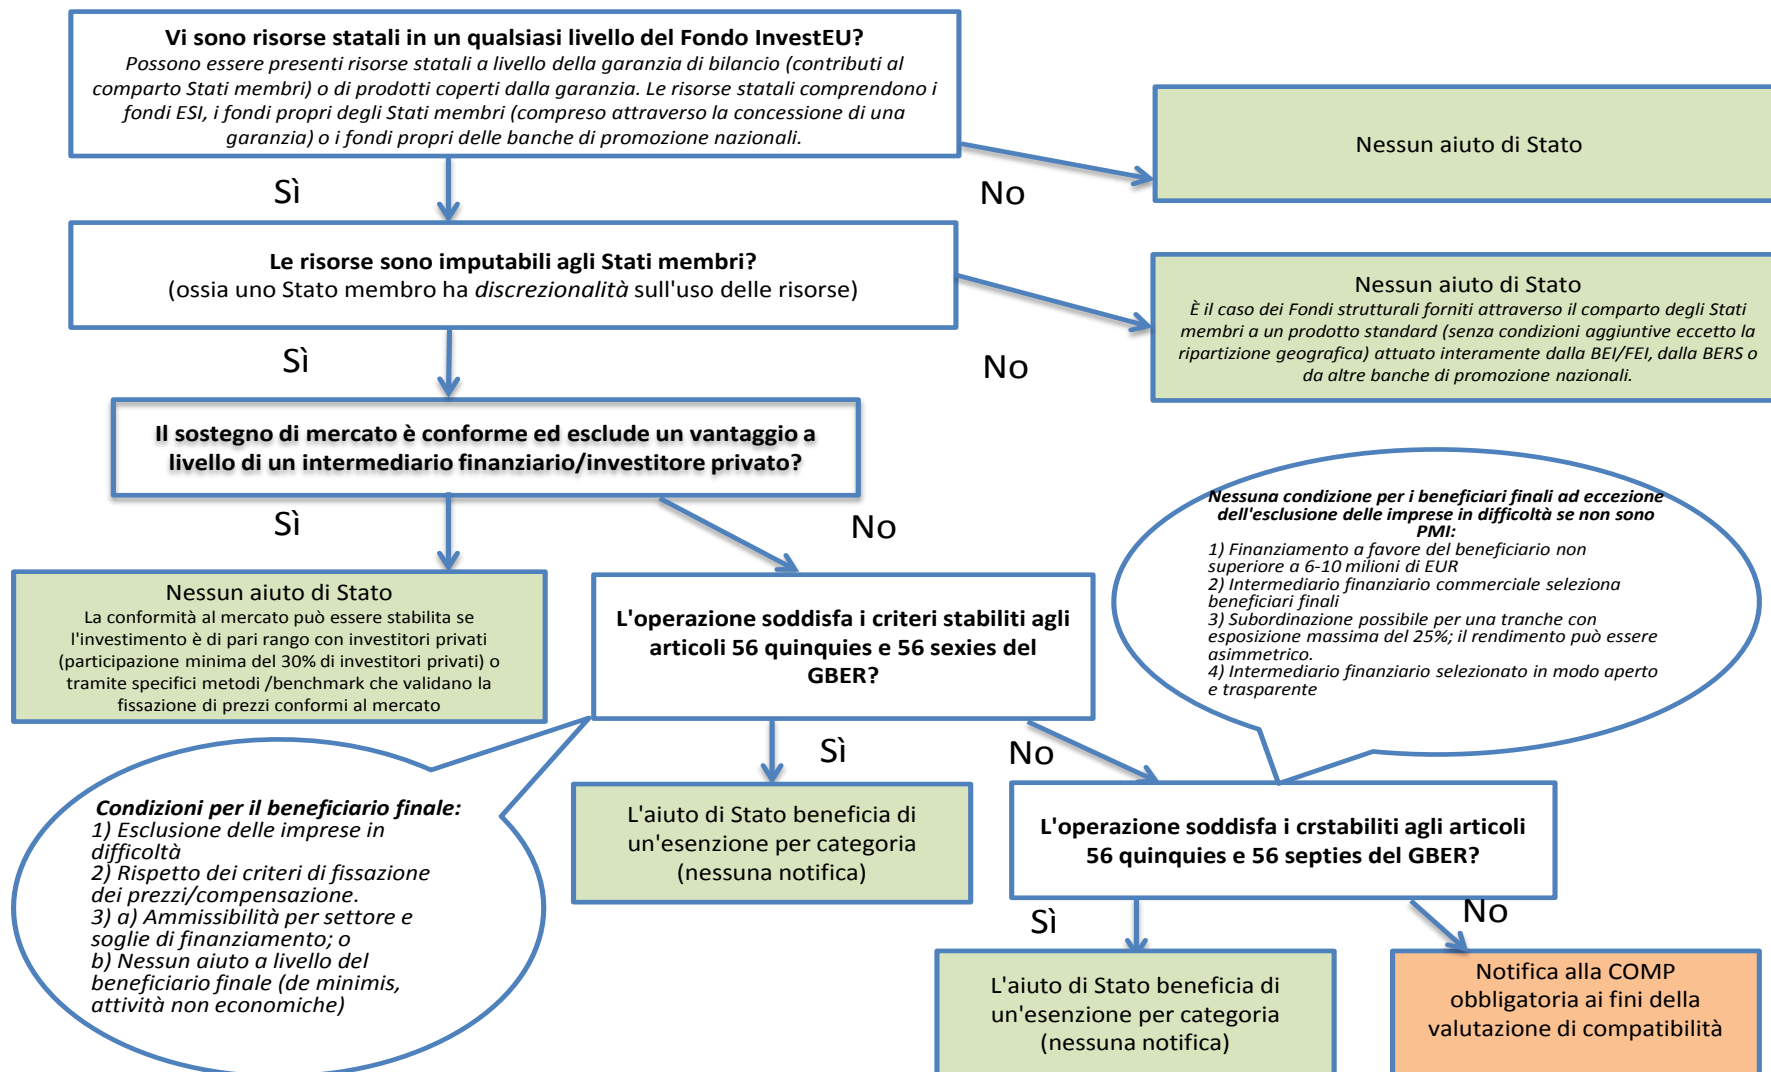 Vi sono risorse statali in un qualsiasi livello del Fondo InvestEU?
Possono essere presenti risorse statali a livello della garanzia di bilancio (contributi al
comparto Stati membri) o di prodotti coperti dalla garanzia. Le risorse statali comprendono i
fondi ESI, i fondi propri degli Stati membri (compreso attraverso la concessione di una
garanzia) o i fondi propri delle banche di promozione nazionali.
Nessun aiuto di Stato
Sì
No
Le risorse sono imputabili agli Stati membri?
(ossia uno Stato membro ha discrezionalità sull'uso delle risorse)
Nessun aiuto di Stato
È il caso dei Fondi strutturali forniti attraverso il comparto degli Stati
membri a un prodotto standard (senza condizioni aggiuntive eccetto la
ripartizione geografica) attuato interamente dalla BEI/FEI, dalla BERS o
da altre banche di promozione nazionali.
Sì
No
Il sostegno di mercato è conforme ed esclude un vantaggio a
livello di un intermediario finanziario/investitore privato?
Sì
No
Nessuna condizione per i beneficiari finali ad eccezione
dell'esclusione delle imprese in difficoltà se non sono
PMI:
1) Finanziamento a favore del beneficiario non
superiore a 6-10 milioni di EUR
2) Intermediario finanziario commerciale seleziona
beneficiari finali
3) Subordinazione possibile per una tranche con
esposizione massima del 25%; il rendimento può essere
asimmetrico.
4) Intermediario finanziario selezionato in modo aperto
e trasparente
Nessun aiuto di Stato
La conformità al mercato può essere stabilita se
l'investimento è di pari rango con investitori privati
(participazione minima del 30% di investitori privati) o
tramite specifici metodi /benchmark che validano la
fissazione di prezzi conformi al mercato
L'operazione soddisfa i criteri stabiliti agli
articoli 56 quinquies e 56 sexies del
GBER?
Sì
No
Condizioni per il beneficiario finale:
1) Esclusione delle imprese in
difficoltà
2) Rispetto dei criteri di fissazione
dei prezzi/compensazione.
3) a) Ammissibilità per settore e
soglie di finanziamento; o
b) Nessun aiuto a livello del
beneficiario finale (de minimis,
attività non economiche)
L'aiuto di Stato beneficia di
un'esenzione per categoria
(nessuna notifica)
L'operazione soddisfa i crstabiliti agli articoli
56 quinquies e 56 septies del GBER?
Sì
No
L'aiuto di Stato beneficia di
un'esenzione per categoria
(nessuna notifica)
Notifica alla COMP
obbligatoria ai fini della
valutazione di compatibilità